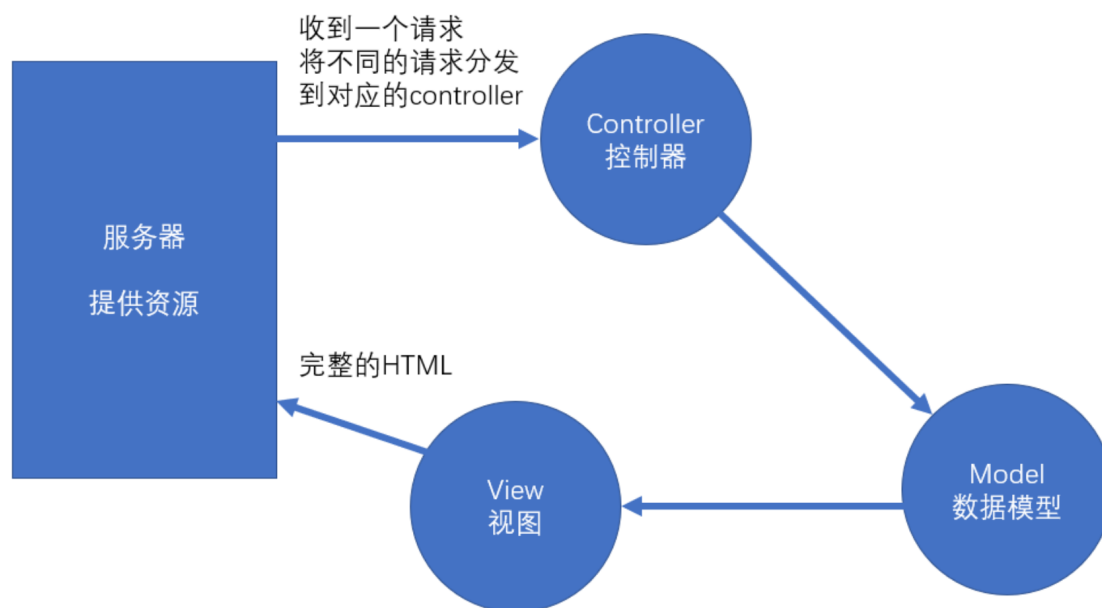 收到一个请求
将不同的请求分发
到对应的controller
Controller
控制器
服务器
提供资源
完整的HTML
View
视图
Model
数据模型